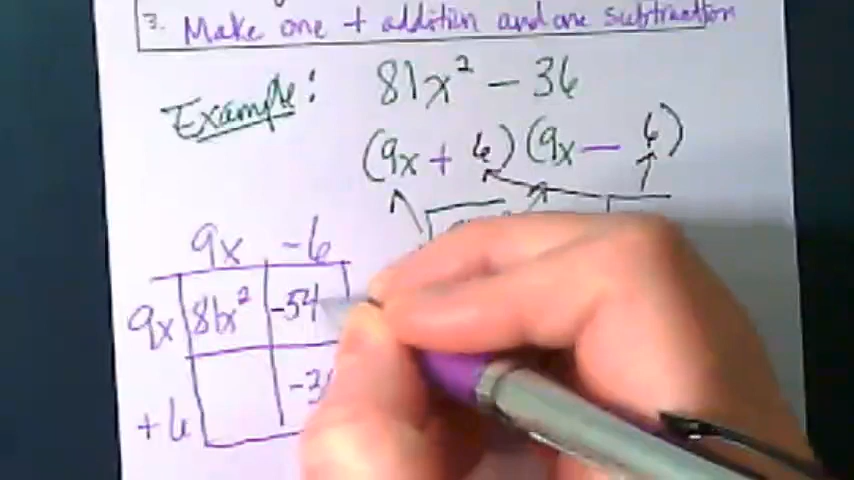 3. Make one + addition and one subtraction
Example: 81x² - 36
(9x + 6)(9x - 6)
9x -6
9x 81x² -54
+6 -3